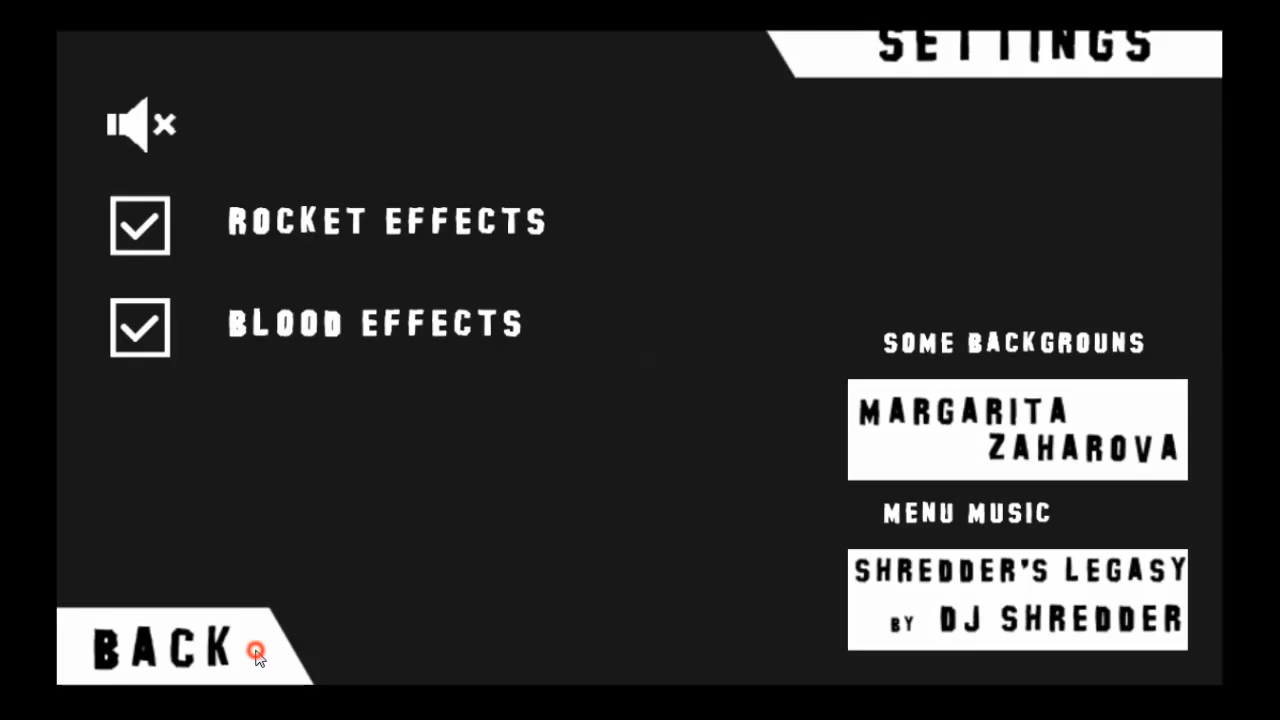 SETTINGS
ROCKET EFFECTS
BLOOD EFFECTS
SOME BACKGROUNS
MARGARITA
ZAHAROVA
MENU MUSIC
SHREDDER'S LEGASY
BY DJ SHREDDER
BACK